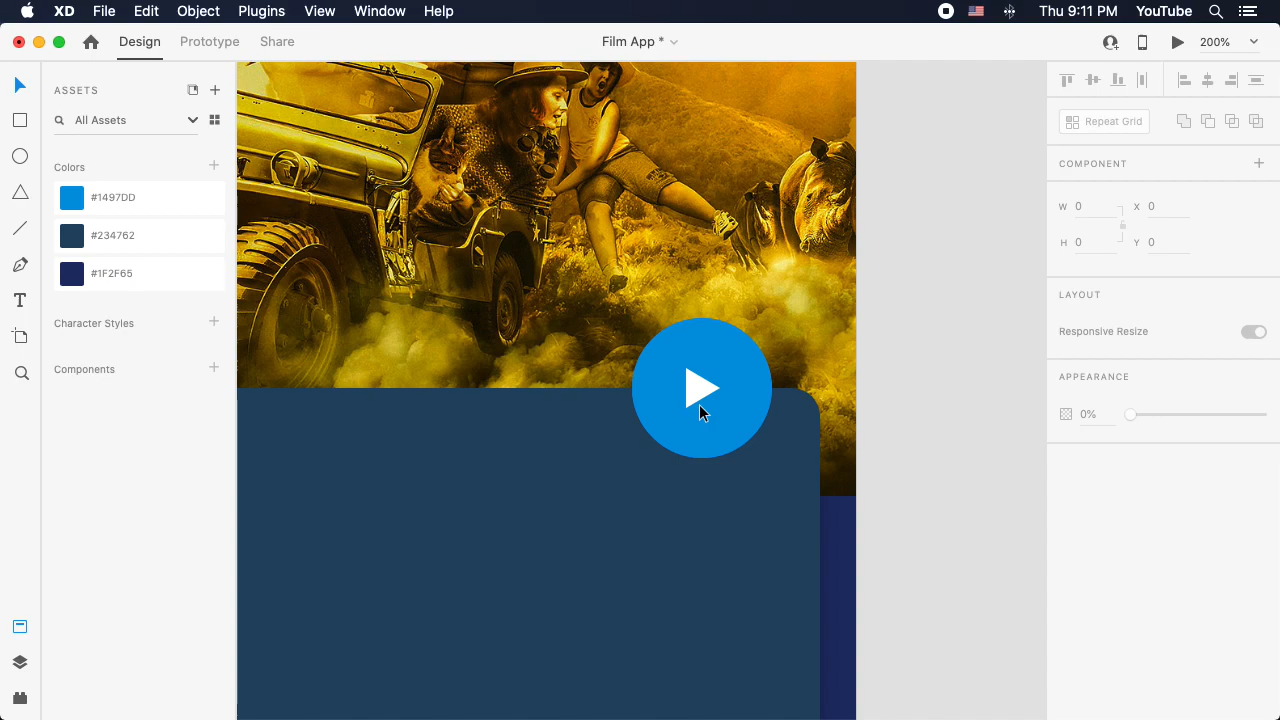 XD File Edit Object Plugins View Window Help Thu 9:11 PM YouTube
Design Prototype Share Film App * 200%
ASSETS
All Assets
Repeat Grid
Colors
COMPONENT
#1497DD
W 0 X 0
#234762
H 0 Y 0
#1F2F65
LAYOUT
Character Styles
Responsive Resize
Components
APPEARANCE
0%